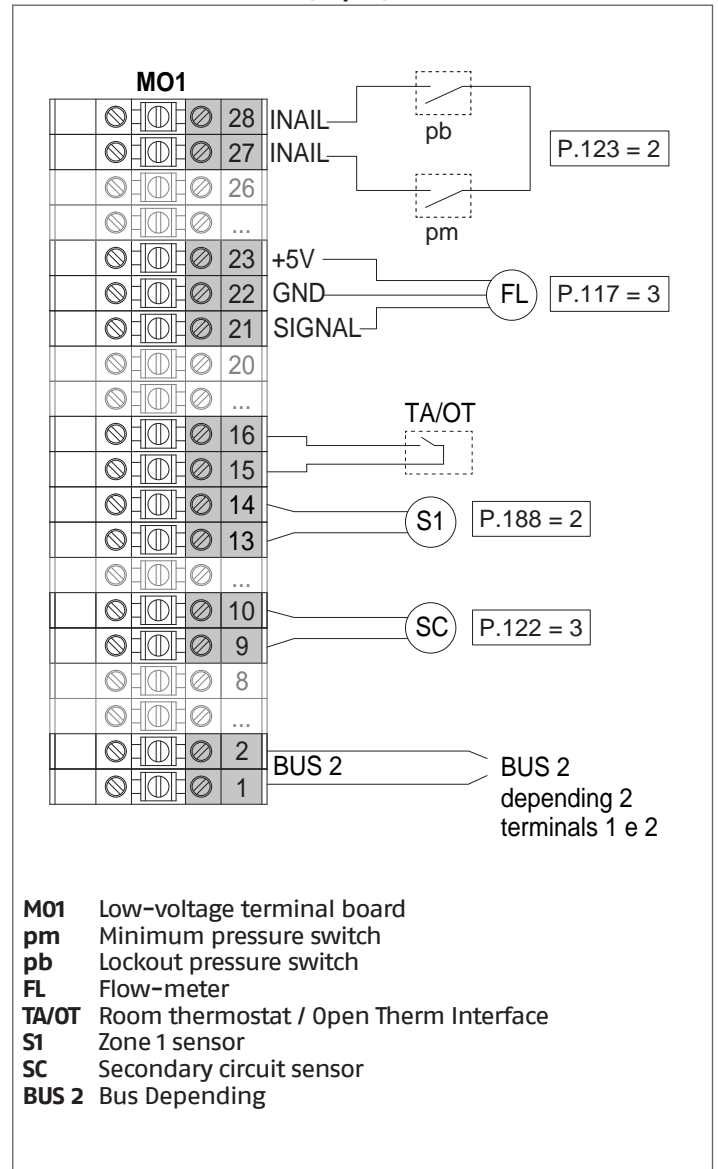 MO1
28 INAIL
pb
27 INAIL
P.123 = 2
26
pm
...
23 +5V
22 GND FL P.117 = 3
21 SIGNAL
20
...
TA/OT
16
15
14
S1 P.188 = 2
13
...
10
SC P.122 = 3
9
8
...
2
BUS 2 BUS 2
1
depending 2
terminals 1 e 2
M01 Low-voltage terminal board
pm Minimum pressure switch
pb Lockout pressure switch
FL Flow-meter
TA/OT Room thermostat / Open Therm Interface
S1 Zone 1 sensor
SC Secondary circuit sensor
BUS 2 Bus Depending